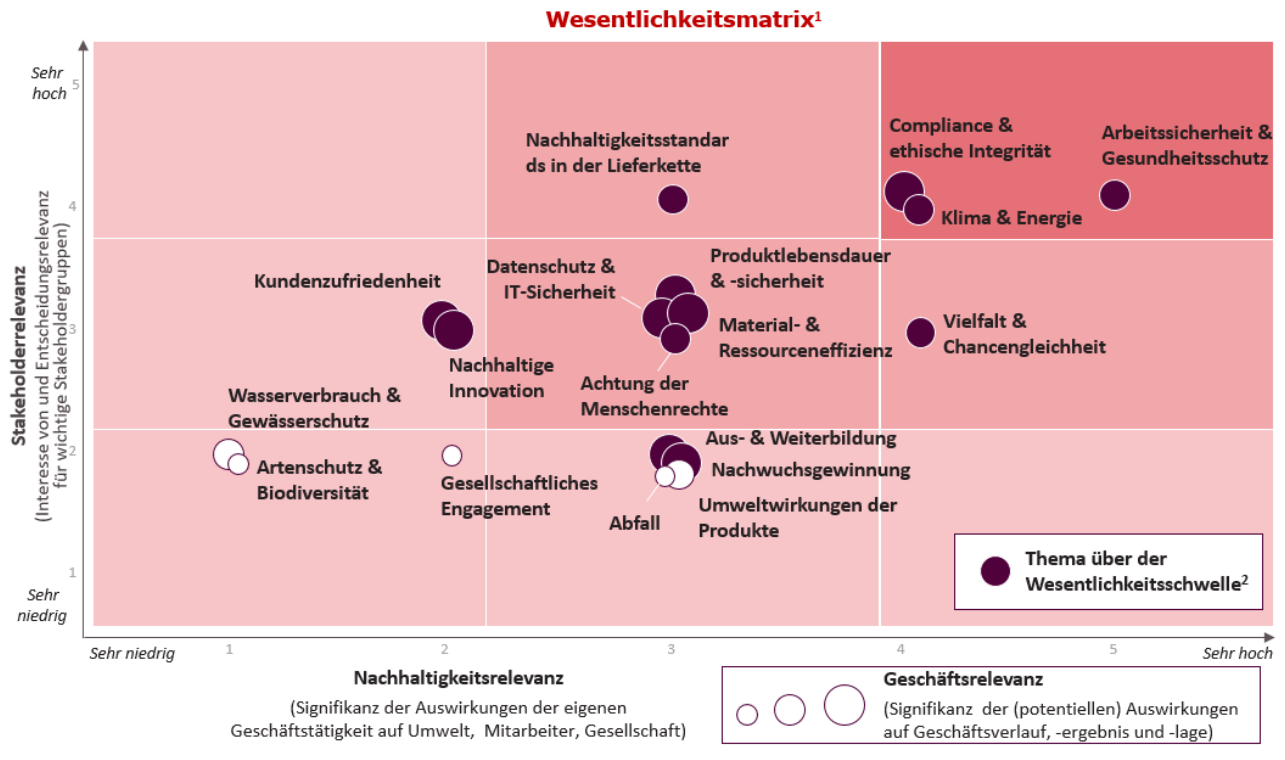 Wesentlichkeitsmatrix1
Sehr
hoch
5
4
3
2
1
Sehr
niedrig
Stakeholderrelevanz
(Interesse von und Entscheidungsrelevanz
für wichtige Stakeholdergruppen)
Nachhaltigkeitsstandar
ds in der Lieferkette
Compliance &
ethische Integrität
Arbeitssicherheit &
Gesundheitsschutz
Klima & Energie
Kundenzufriedenheit
Datenschutz &
IT-Sicherheit
Produktlebensdauer
& -sicherheit
Material- &
Ressourceneffizienz
Vielfalt &
Chancengleichheit
Nachhaltige
Innovation
Achtung der
Menschenrechte
Wasserverbrauch &
Gewässerschutz
Artenschutz &
Biodiversität
Gesellschaftliches
Engagement
Aus- & Weiterbildung
Nachwuchsgewinnung
Umweltwirkungen der
Produkte
Abfall
Thema über der
Wesentlichkeitsschwelle2
Sehr niedrig
1
2
3
4
5
Sehr hoch
Nachhaltigkeitsrelevanz
(Signifikanz der Auswirkungen der eigenen
Geschäftstätigkeit auf Umwelt, Mitarbeiter, Gesellschaft)
Geschäftsrelevanz
(Signifikanz der (potentiellen) Auswirkungen
auf Geschäftsverlauf, -ergebnis und -lage)